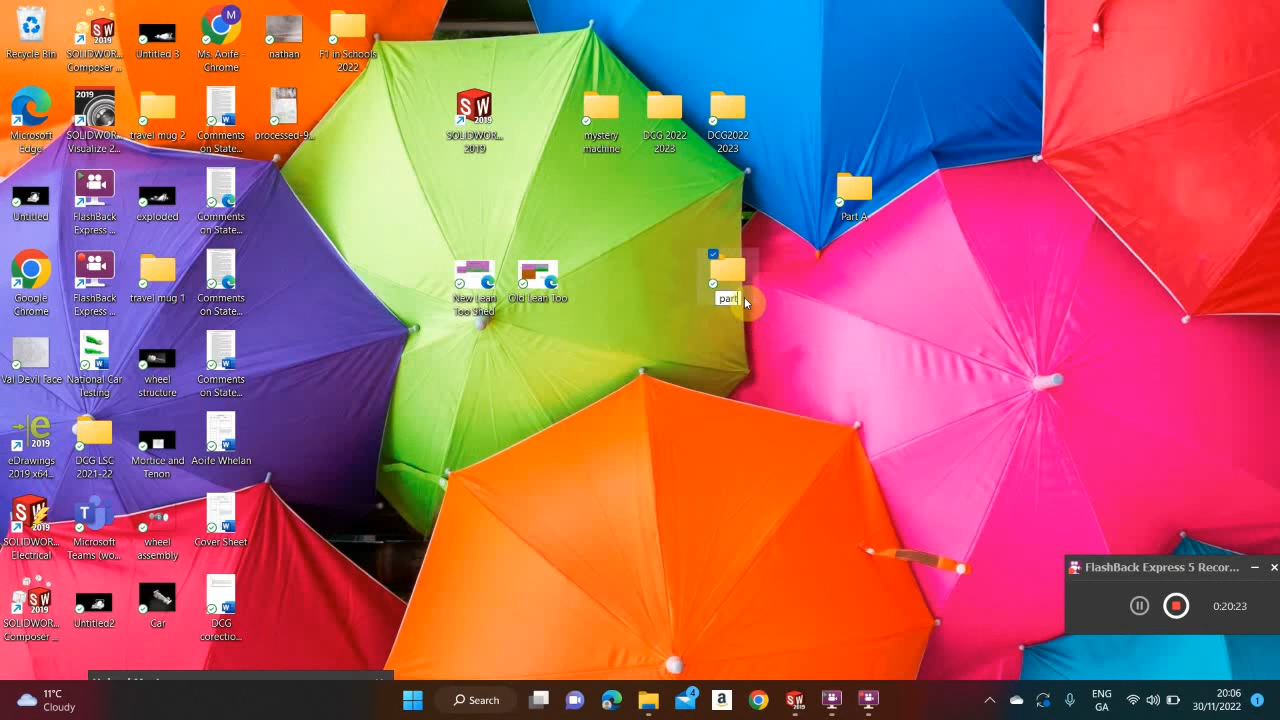 Recycle Bin
SOLIDWOR...
Composer ...
Untitled 3
Ms. Aoife -
Chrome
nathan
F1 in Schools
2022
Microsoft
Edge
SOLIDWOR...
Visualize 2...
travel mug 2
Comments
on State...
processed-9...
SOLIDWOR...
2019
mystery
machine
DCG 2022
2023
DCG2022
2023
Untitled
FlashBack
Express ...
exploded
Comments
on State...
Part A
Google
Chrome
FlashBack
Express ...
travel mug 1
Comments
on State...
New Lean
Too Shed
Old Lean Too
part
Val Devil Face
National Car
Testing
wheel
structure
Comments
on State...
eDrawings
2019 x64...
DCG LSC
2021-22
Mortice and
Tenon
Aoife Whelan
SOLIDWOR...
Electrical
Microsoft
Teams (wo...
wheel
assembly
Cover Sheet
SOLIDWOR...
Composer ...
Untitled2
Car
DCG
corectio...
FlashBack Express 5 Recor...
0:20:23
11°C
Cloudy
Search
4
ENG
GA
20:06
30/11/2022
1